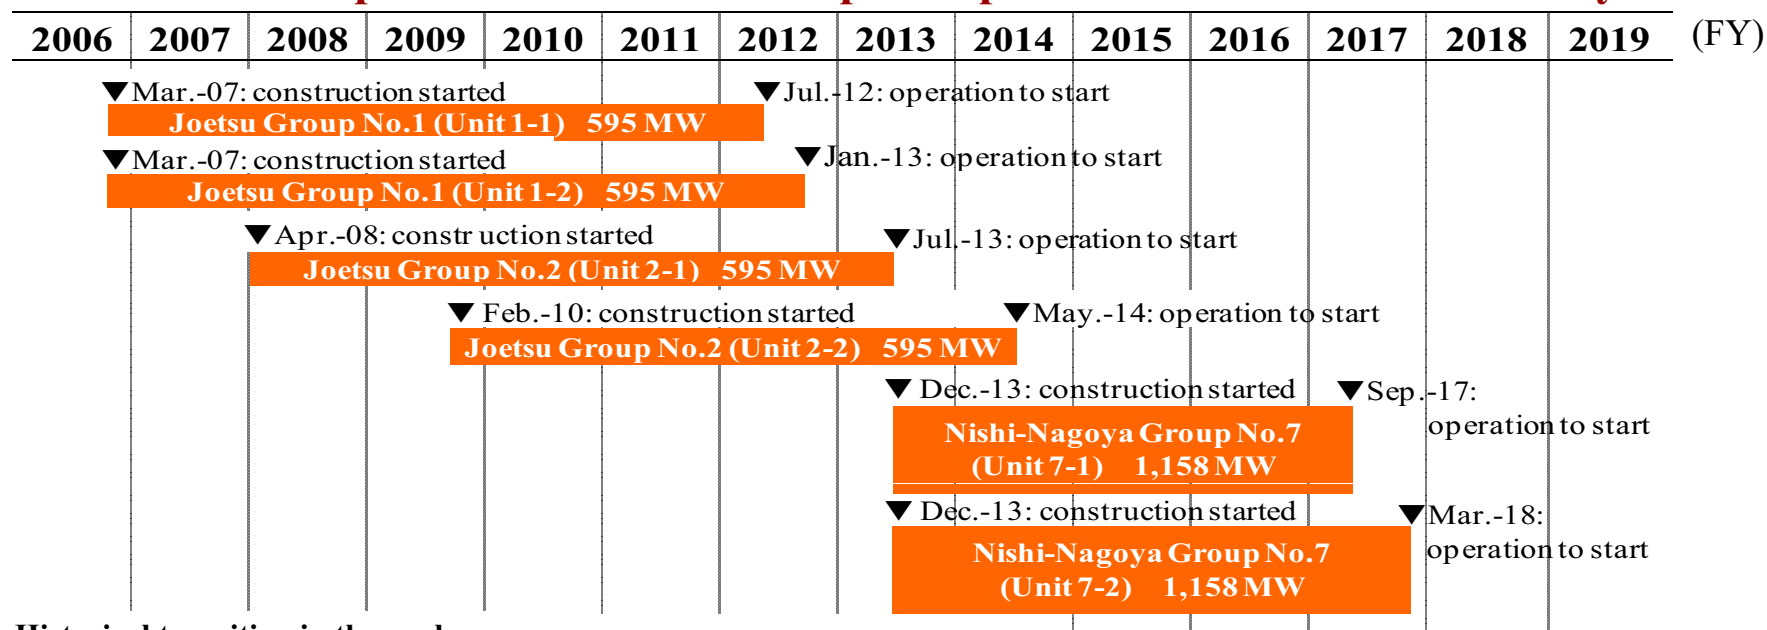 2006 2007 2008 2009 2010 2011 2012 2013 2014 2015 2016 2017 2018 2019 (FY)
▼Mar.-07: construction started ▼Jul.-12: operation to start
Joetsu Group No.1 (Unit 1-1) 595 MW
▼Mar.-07: construction started ▼Jan.-13: operation to start
Joetsu Group No.1 (Unit 1-2) 595 MW
▼Apr.-08: construction started ▼Jul.-13: operation to start
Joetsu Group No.2 (Unit 2-1) 595 MW
▼Feb.-10: construction started ▼May.-14: operation to start
Joetsu Group No.2 (Unit 2-2) 595 MW
▼Dec.-13: construction started ▼Sep.-17:
operation to start
Nishi-Nagoya Group No.7
(Unit 7-1) 1,158 MW
▼Dec.-13: construction started ▼Mar.-18:
operation to start
Nishi-Nagoya Group No.7
(Unit 7-2) 1,158 MW